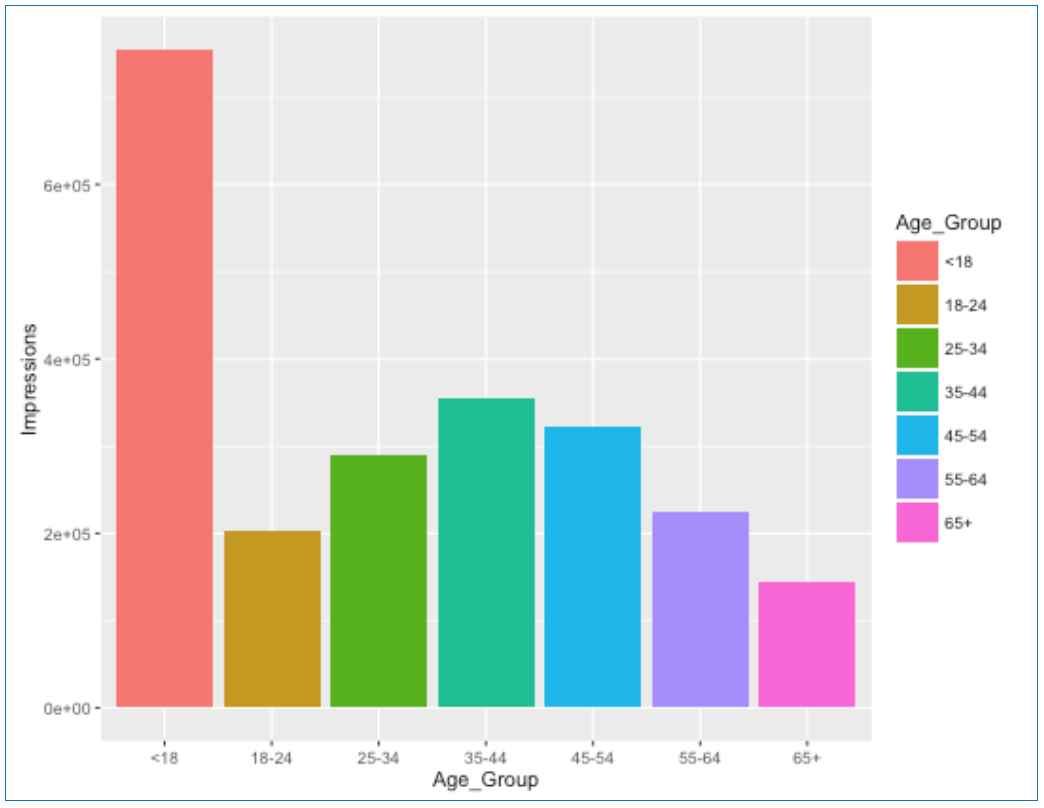 6e+05
4e+05
2e+05
0e+00
Impressions
<18 18-24 25-34 35-44 45-54 55-64 65+
Age_Group
Age_Group
<18
18-24
25-34
35-44
45-54
55-64
65+